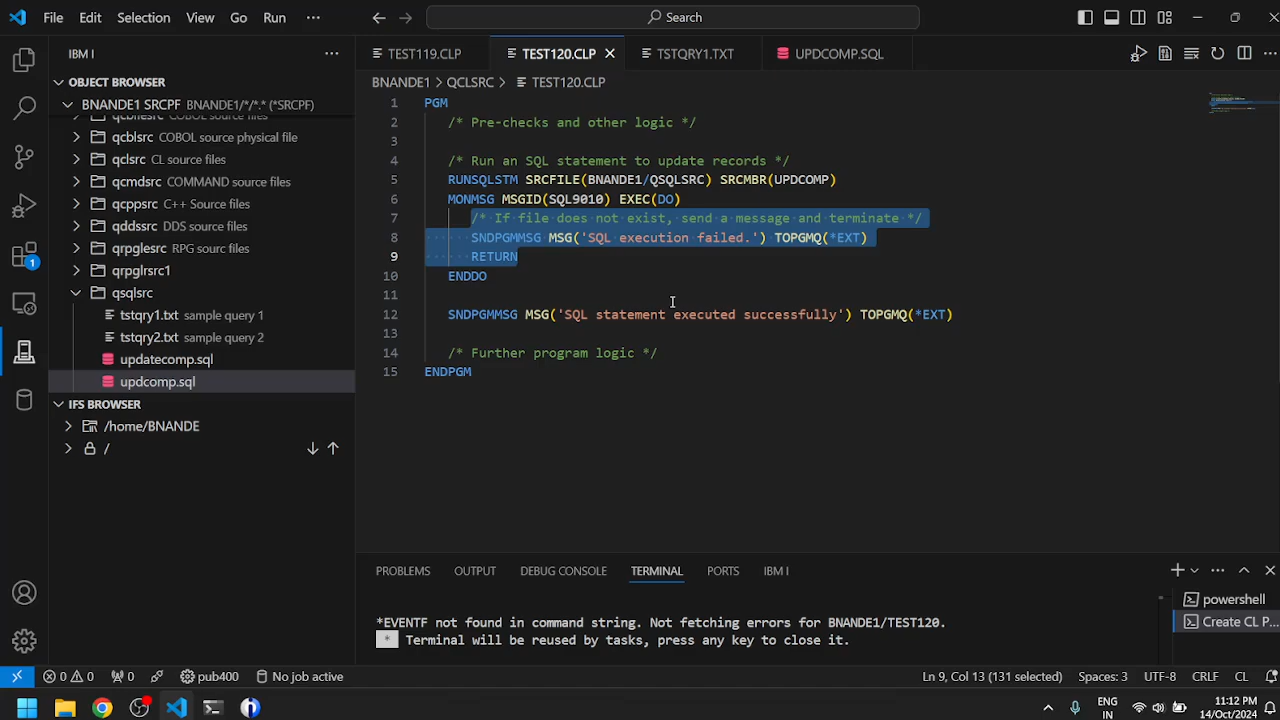 File Edit Selection View Go Run ··· Search
IBM I ···
OBJECT BROWSER
BNANDE1 SRCPF BNANDE1/*/*.* (*SRCPF)
qcblsrc COBOL source physical file
qclsrc CL source files
qcmdsrc COMMAND source files
qcppsrc C++ Source files
qddssrc DDS source files
qrpglesrc RPG surc files
qrpglsrc1
qsqlsrc
tstqry1.txt sample query 1
tstqry2.txt sample query 2
updatecomp.sql
updcomp.sql
IFS BROWSER
/home/BNANDE
/
1
TEST119.CLP TEST120.CLP TSTQRY1.TXT UPDCOMP.SQL
BNANDE1 > QCLSRC > TEST120.CLP
1 PGM
2 /* Pre-checks and other logic */
3
4 /* Run an SQL statement to update records */
5 RUNSQLSTM SRCFILE(BNANDE1/QSQLSRC) SRCMBR(UPDCOMP)
6 MONMSG MSGID(SQL9010) EXEC(DO)
7 /* If file does not exist, send a message and terminate */
8 SNDPGMMSG MSG('SQL execution failed.') TOPGMQ(*EXT)
9 RETURN
10 ENDDO
11
12 SNDPGMMSG MSG('SQL statement executed successfully') TOPGMQ(*EXT)
13
14 /* Further program logic */
15 ENDPGM
PROBLEMS OUTPUT DEBUG CONSOLE TERMINAL PORTS IBM I
*EVENTF not found in command string. Not fetching errors for BNANDE1/TEST120.
* Terminal will be reused by tasks, press any key to close it.
powershell
Create CL P...
0 0 0 pub400 No job active Ln 9, Col 13 (131 selected) Spaces: 3 UTF-8 CRLF CL
ENG
IN
11:12 PM
14/Oct/2024